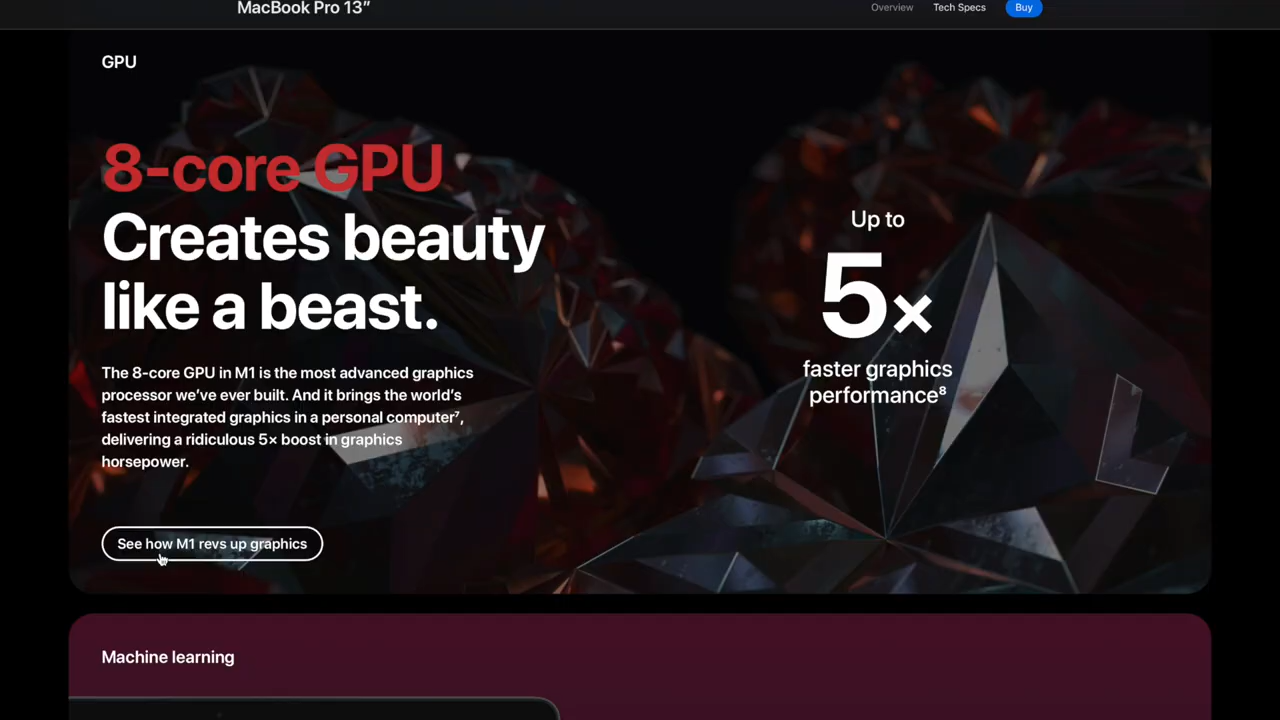 MacBook Pro 13”
Overview
Tech Specs
Buy
GPU
8-core GPU
Creates beauty
like a beast.
The 8-core GPU in M1 is the most advanced graphics
processor we’ve ever built. And it brings the world’s
fastest integrated graphics in a personal computer⁷,
delivering a ridiculous 5× boost in graphics
horsepower.
See how M1 revs up graphics
Up to
5×
faster graphics
performance⁸
Machine learning